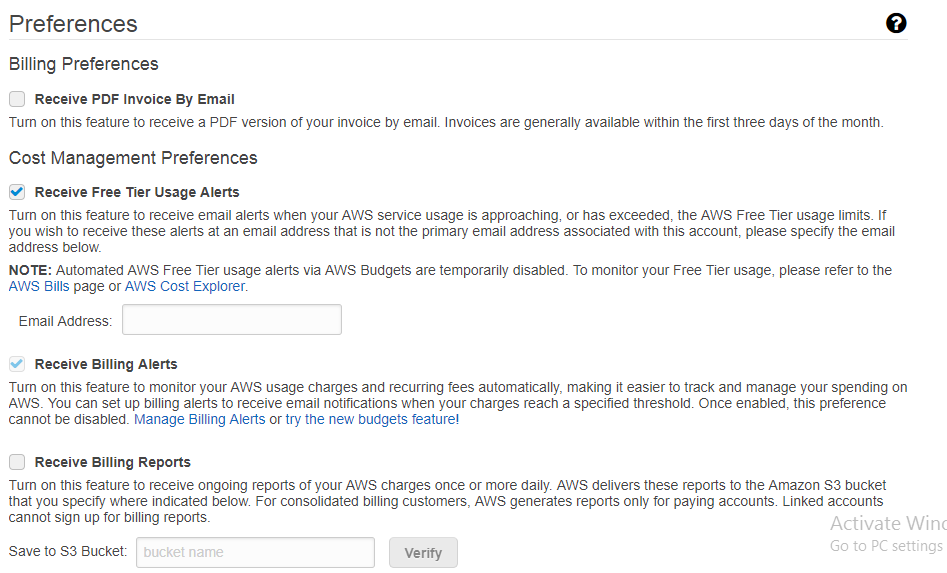 Preferences
?
Billing Preferences
Receive PDF Invoice By Email
Turn on this feature to receive a PDF version of your invoice by email. Invoices are generally available within the first three days of the month.
Cost Management Preferences
Receive Free Tier Usage Alerts
Turn on this feature to receive email alerts when your AWS service usage is approaching, or has exceeded, the AWS Free Tier usage limits. If
you wish to receive these alerts at an email address that is not the primary email address associated with this account, please specify the email
address below.
NOTE: Automated AWS Free Tier usage alerts via AWS Budgets are temporarily disabled. To monitor your Free Tier usage, please refer to the
AWS Bills page or AWS Cost Explorer.
Email Address:
Receive Billing Alerts
Turn on this feature to monitor your AWS usage charges and recurring fees automatically, making it easier to track and manage your spending on
AWS. You can set up billing alerts to receive email notifications when your charges reach a specified threshold. Once enabled, this preference
cannot be disabled. Manage Billing Alerts or try the new budgets feature!
Receive Billing Reports
Turn on this feature to receive ongoing reports of your AWS charges once or more daily. AWS delivers these reports to the Amazon S3 bucket
that you specify where indicated below. For consolidated billing customers, AWS generates reports only for paying accounts. Linked accounts
cannot sign up for billing reports.
Save to S3 Bucket: bucket name Verify
Activate Winc
Go to PC settings